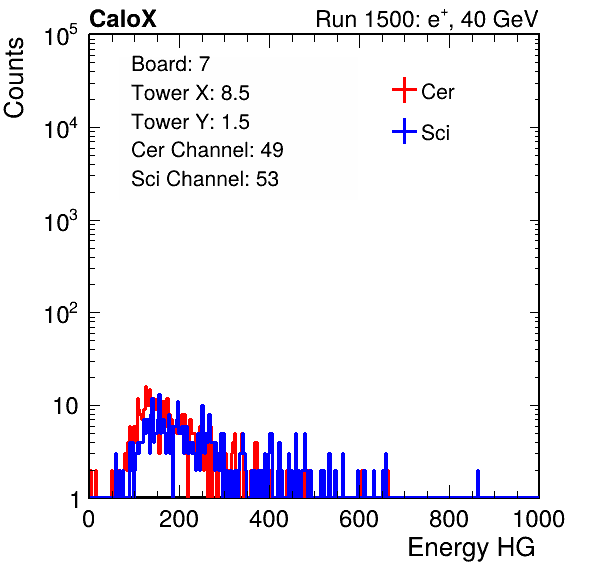 CaloX Run 1500: e⁺, 40 GeV
Counts
10⁵
10⁴
10³
10²
10
1
Board: 7
Tower X: 8.5
Tower Y: 1.5
Cer Channel: 49
Sci Channel: 53
Cer
Sci
0 200 400 600 800 1000
Energy HG